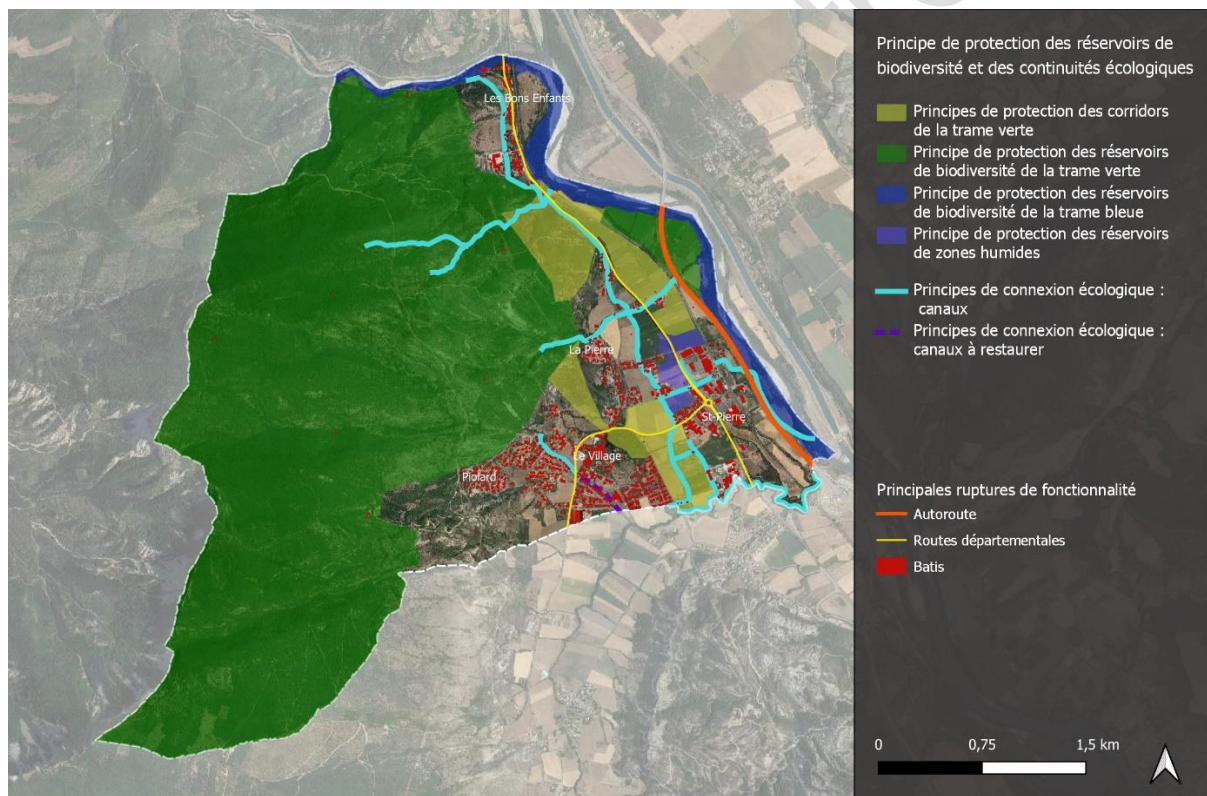 Les Bons Enfants
La Pierre
St-Pierre
Le Village
Piolard
Principe de protection des réservoirs de
biodiversité et des continuités écologiques
Principes de protection des corridors
de la trame verte
Principe de protection des réservoirs
de biodiversité de la trame verte
Principe de protection des réservoirs
de biodiversité de la trame bleue
Principe de protection des réservoirs
de zones humides
Principes de connexion écologique :
canaux
Principes de connexion écologique :
canaux à restaurer
Principales ruptures de fonctionnalité
Autoroute
Routes départementales
Batis
0 0,75 1,5 km